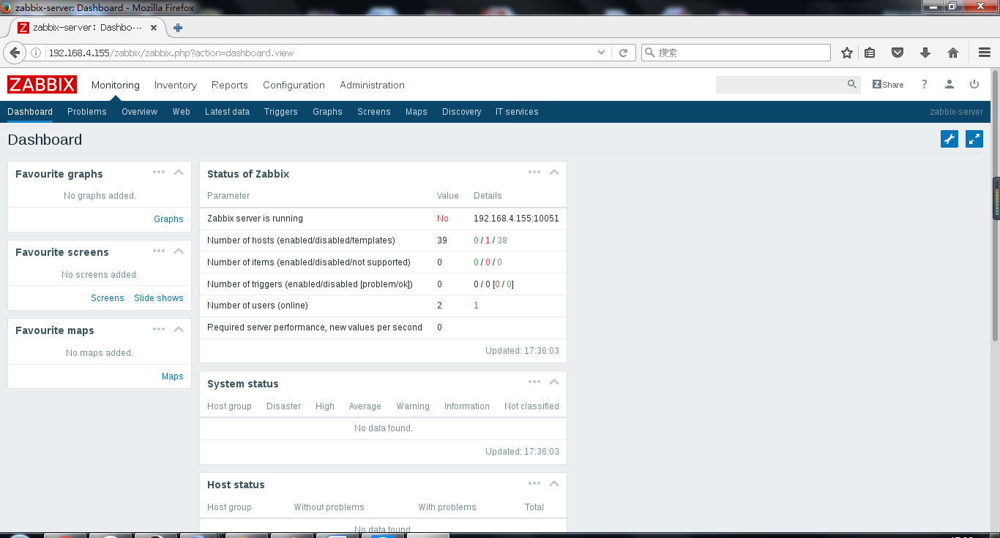 zabbix-server: Dashboard - Mozilla Firefox
zabbix-server: Dashbo···
192.168.4.155/zabbix/zabbix.php?action=dashboard.view
搜索
ZABBIX
Monitoring Inventory Reports Configuration Administration
Z Share ?
Dashboard Problems Overview Web Latest data Triggers Graphs Screens Maps Discovery IT services zabbix-server
Dashboard
Favourite graphs
No graphs added.
Graphs
Favourite screens
No screens added.
Screens Slide shows
Favourite maps
No maps added.
Maps
Status of Zabbix
Parameter Value Details
Zabbix server is running No 192.168.4.155:10051
Number of hosts (enabled/disabled/templates) 39 0 / 1 / 38
Number of items (enabled/disabled/not supported) 0 0 / 0 / 0
Number of triggers (enabled/disabled [problem/ok]) 0 0 / 0 [0 / 0]
Number of users (online) 2 1
Required server performance, new values per second 0
Updated: 17:36:03
System status
Host group Disaster High Average Warning Information Not classified
No data found.
Updated: 17:36:03
Host status
Host group Without problems With problems Total
No data found